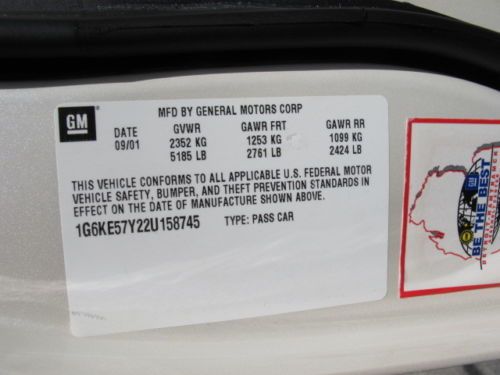 GM
MFD BY GENERAL MOTORS CORP
DATE GVWR GAWR FRT GAWR RR
09/01 2352 KG 1253 KG 1099 KG
5185 LB 2761 LB 2424 LB
THIS VEHICLE CONFORMS TO ALL APPLICABLE U.S. FEDERAL MOTOR
VEHICLE SAFETY, BUMPER, AND THEFT PREVENTION STANDARDS IN
EFFECT ON THE DATE OF MANUFACTURE SHOWN ABOVE.
1G6KE57Y22U158745 TYPE: PASS CAR
GM
BE THE BEST